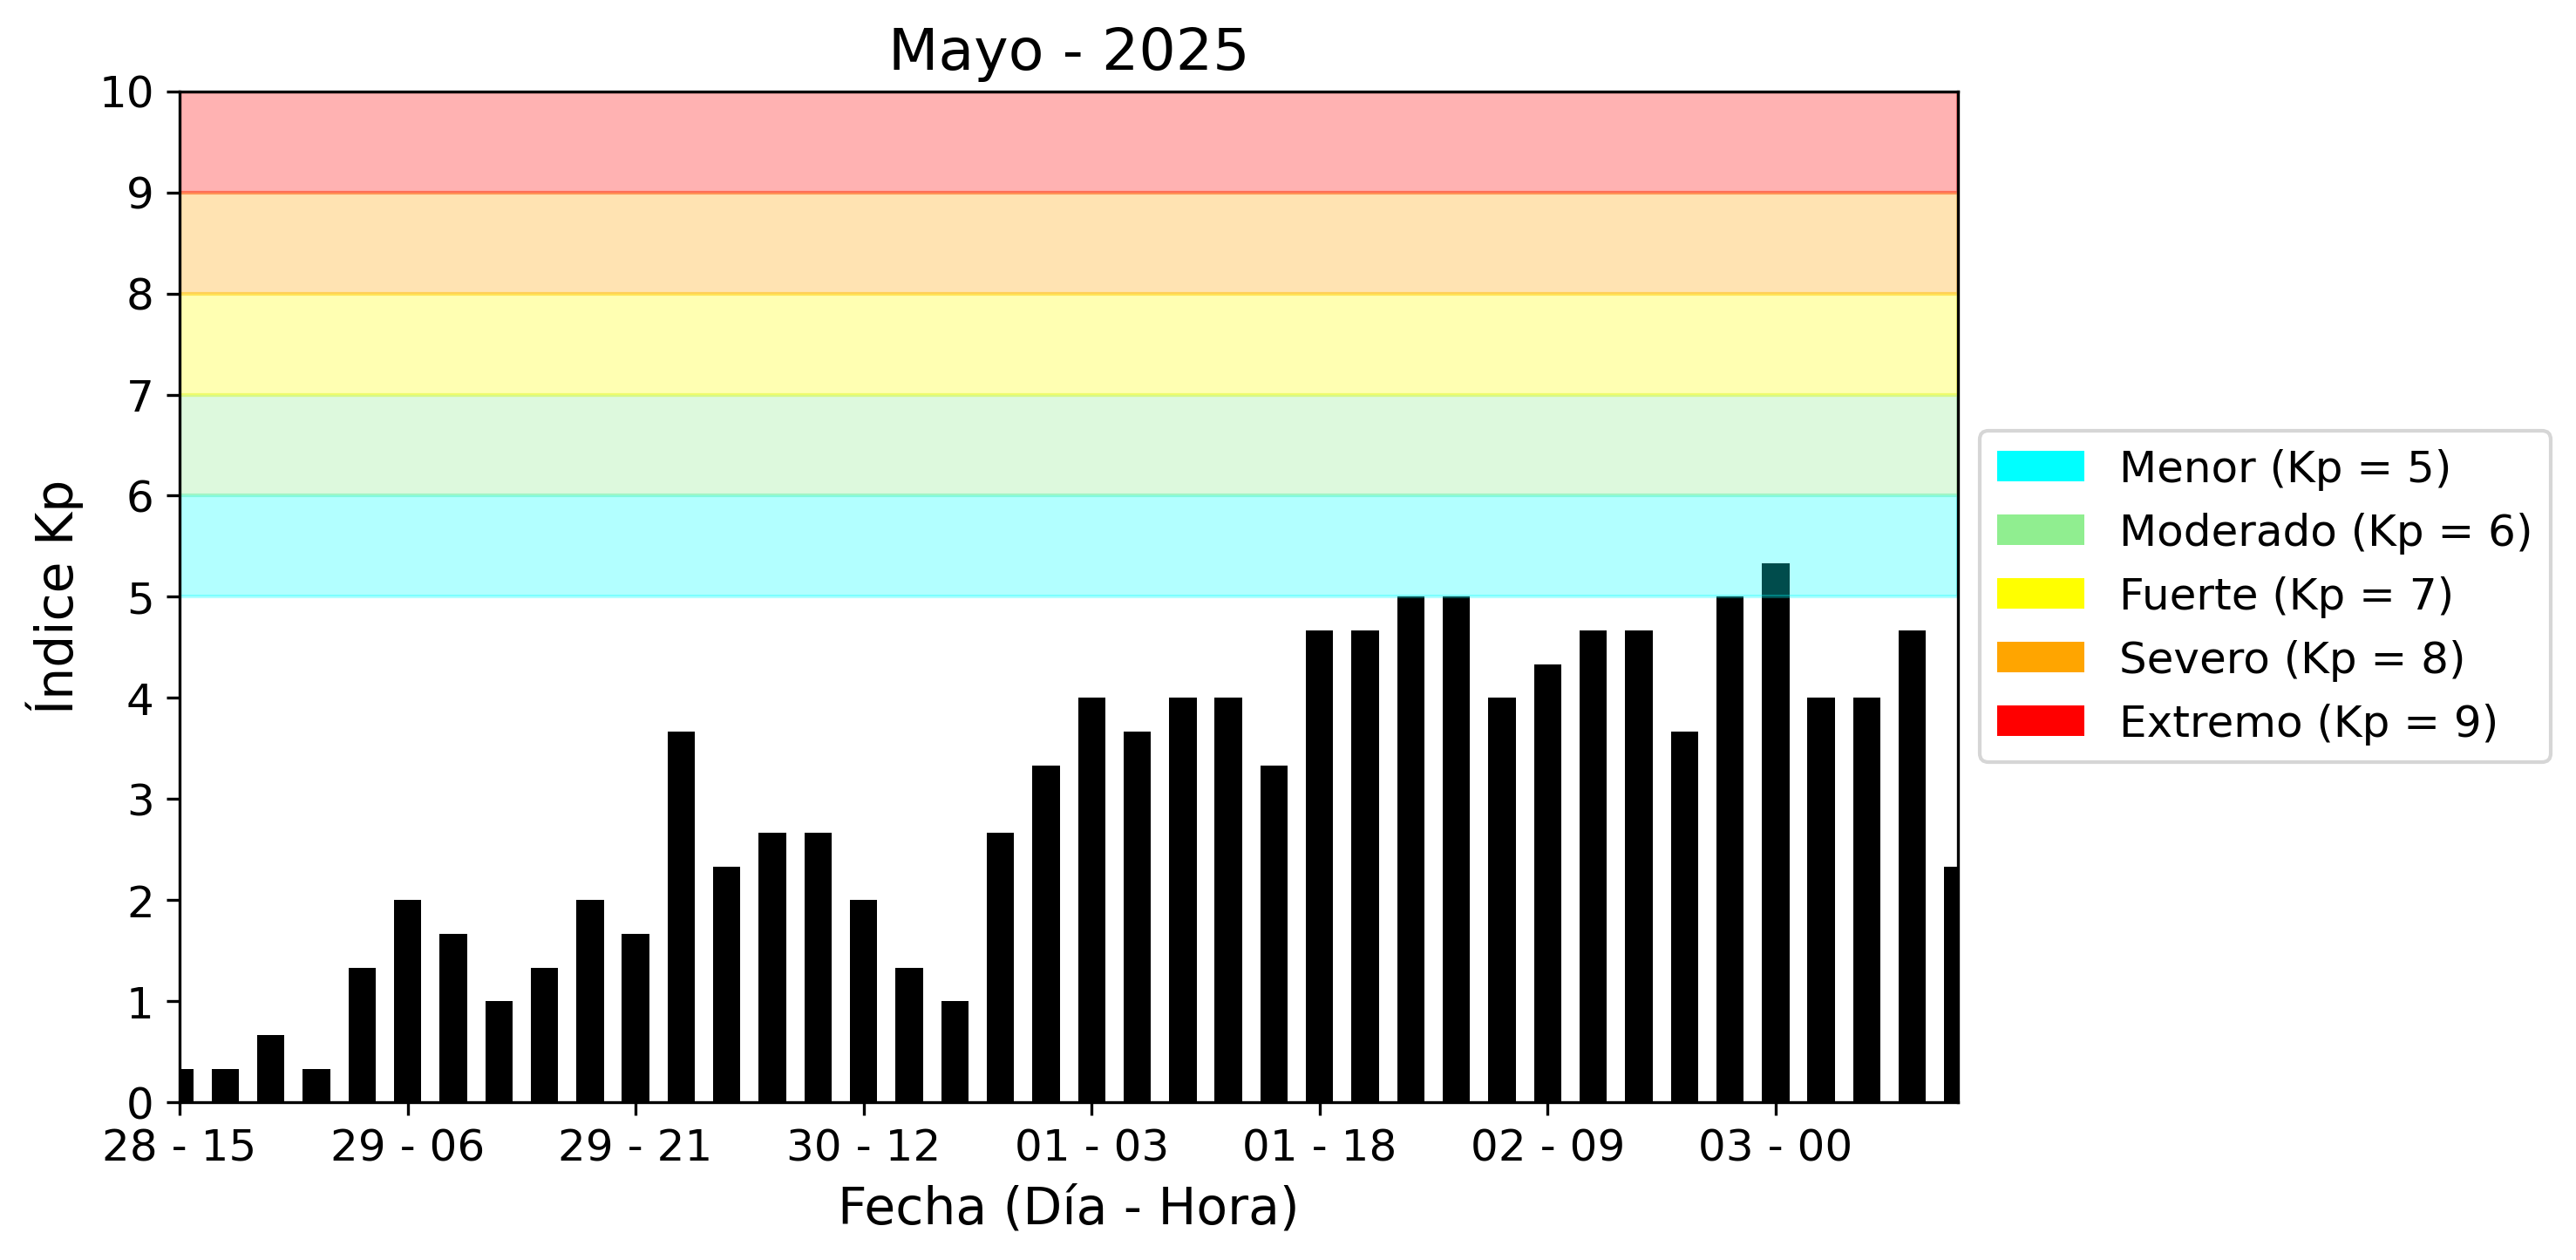 Mayo - 2025
10
9
8
7
6
5
4
3
2
1
0
Índice Kp
28 - 15
29 - 06
29 - 21
30 - 12
01 - 03
01 - 18
02 - 09
03 - 00
Fecha (Día - Hora)
Menor (Kp = 5)
Moderado (Kp = 6)
Fuerte (Kp = 7)
Severo (Kp = 8)
Extremo (Kp = 9)